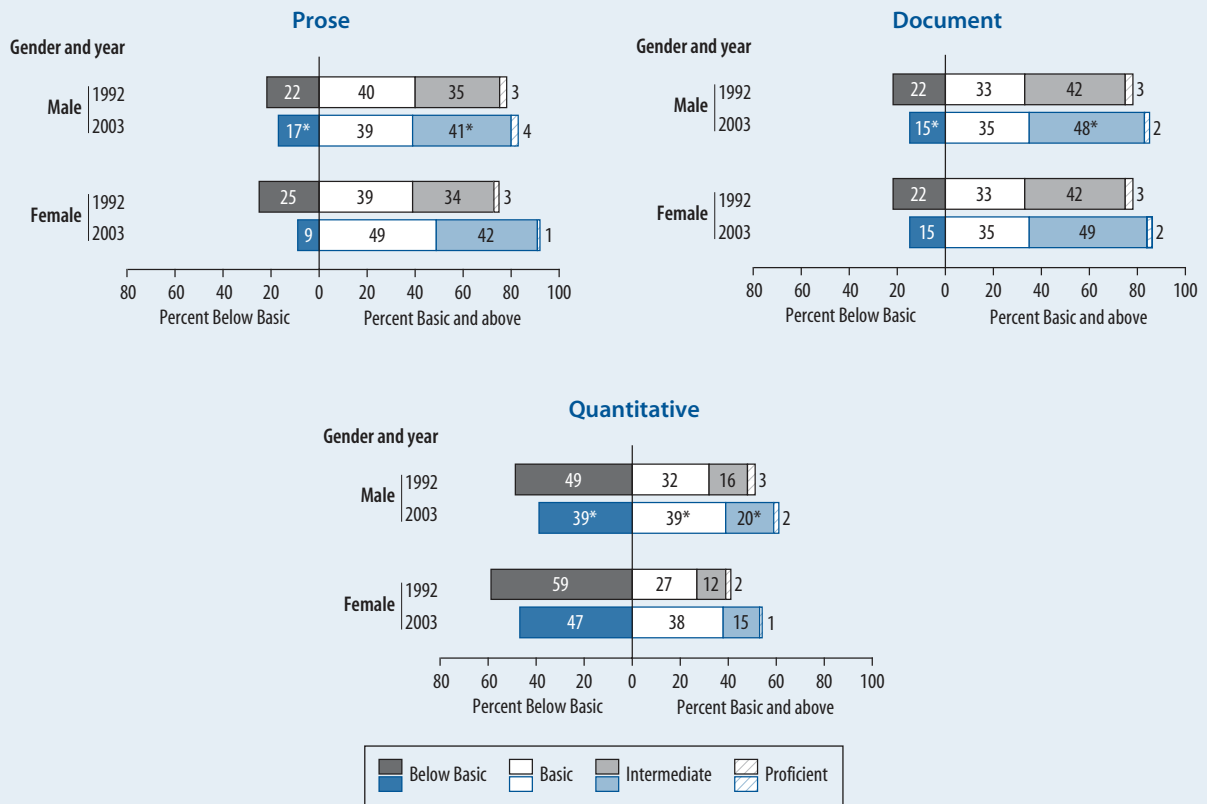 Prose
Gender and year
Male
1992
22 40 35 3
2003
17* 39 41* 4
Female
1992
25 39 34 3
2003
9 49 42 1
80 60 40 20 0 20 40 60 80 100
Percent Below Basic Percent Basic and above
Document
Gender and year
Male
1992
22 33 42 3
2003
15* 35 48* 2
Female
1992
22 33 42 3
2003
15 35 49 2
80 60 40 20 0 20 40 60 80 100
Percent Below Basic Percent Basic and above
Quantitative
Gender and year
Male
1992
49 32 16 3
2003
39* 39* 20* 2
Female
1992
59 27 12 2
2003
47 38 15 1
80 60 40 20 0 20 40 60 80 100
Percent Below Basic Percent Basic and above
Below Basic Basic Intermediate Proficient